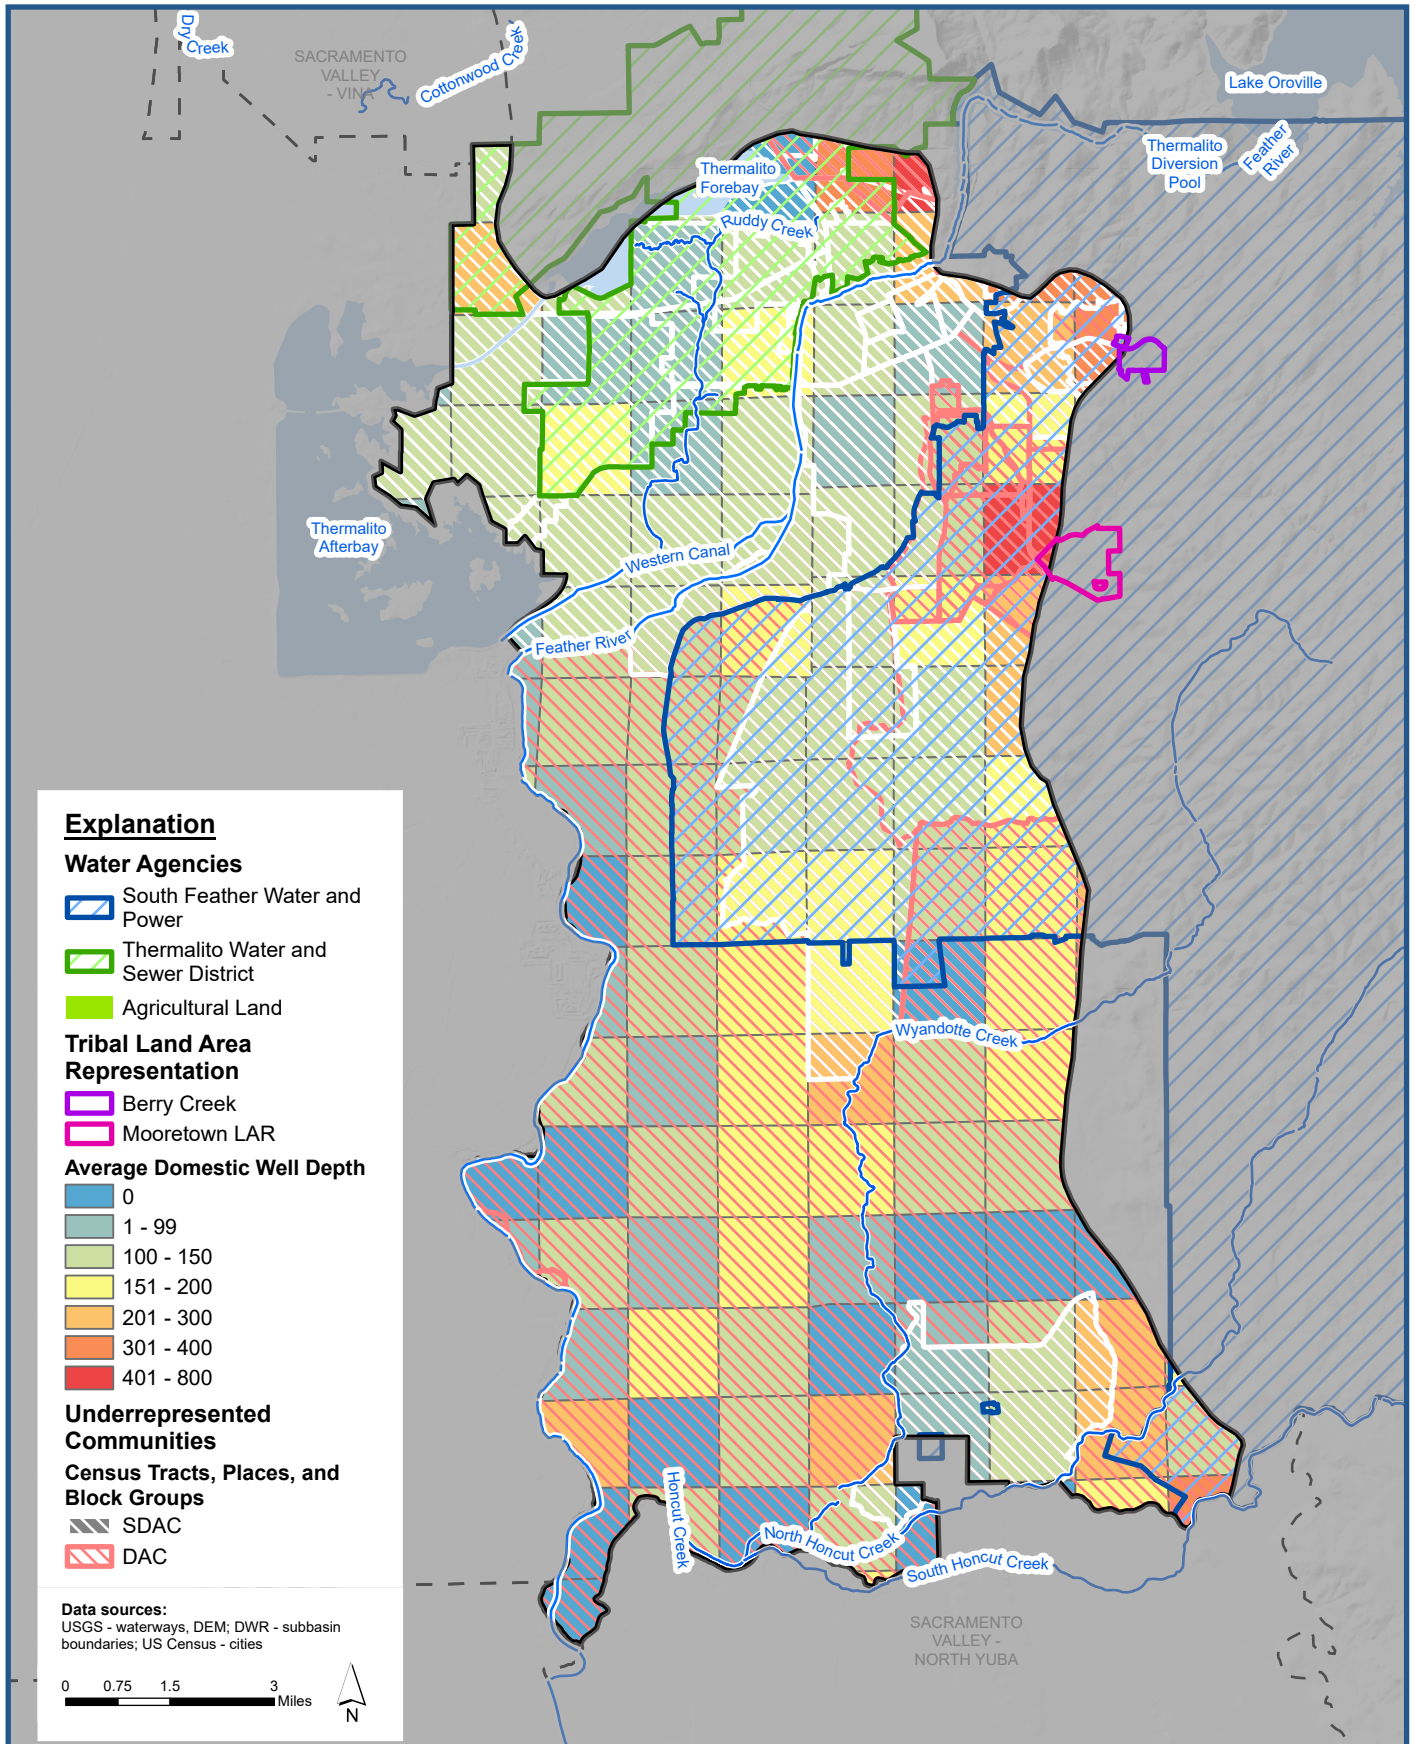 Dry
Creek
SACRAMENTO
VALLEY
- VINA
Cottonwood Creek
Lake Oroville
Thermalito
Diversion
Pool
Feather
River
Thermalito
Forebay
Ruddy Creek
Thermalito
Afterbay
Western Canal
Feather River
Wyandotte Creek
Honcut Creek
North Honcut Creek
South Honcut Creek
SACRAMENTO
VALLEY -
NORTH YUBA
Explanation
Water Agencies
South Feather Water and
Power
Thermalito Water and
Sewer District
Agricultural Land
Tribal Land Area
Representation
Berry Creek
Mooretown LAR
Average Domestic Well Depth
0
1 - 99
100 - 150
151 - 200
201 - 300
301 - 400
401 - 800
Underrepresented
Communities
Census Tracts, Places, and
Block Groups
SDAC
DAC
Data sources:
USGS - waterways, DEM; DWR - subbasin
boundaries; US Census - cities
0 0.75 1.5 3
Miles
N